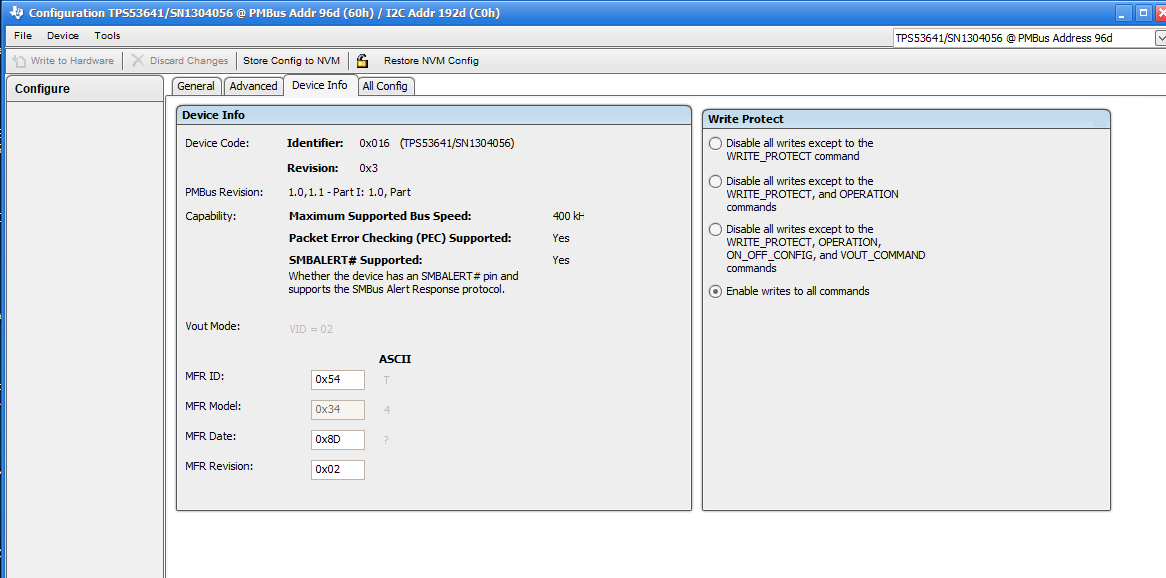 Configuration TPS53641/SN1304056 @ PMBus Addr 96d (60h) / I2C Addr 192d (C0h)
File Device Tools
TPS53641/SN1304056 @ PMBus Address 96d
Write to Hardware Discard Changes Store Config to NVM Restore NVM Config
Configure
General Advanced Device Info All Config
Device Info
Device Code: Identifier: 0x016 (TPS53641/SN1304056)
Revision: 0x3
PMBus Revision: 1.0,1.1 - Part I: 1.0, Part
Capability: Maximum Supported Bus Speed: 400 kH
Packet Error Checking (PEC) Supported: Yes
SMBALERT# Supported: Yes
Whether the device has an SMBALERT# pin and
supports the SMBus Alert Response protocol.
Vout Mode: VID = 02
ASCII
MFR ID: 0x54 T
MFR Model: 0x34 4
MFR Date: 0x8D ?
MFR Revision: 0x02
Write Protect
Disable all writes except to the
WRITE_PROTECT command
Disable all writes except to the
WRITE_PROTECT, and OPERATION
commands
Disable all writes except to the
WRITE_PROTECT, OPERATION,
ON_OFF_CONFIG, and VOUT_COMMAND
commands
Enable writes to all commands